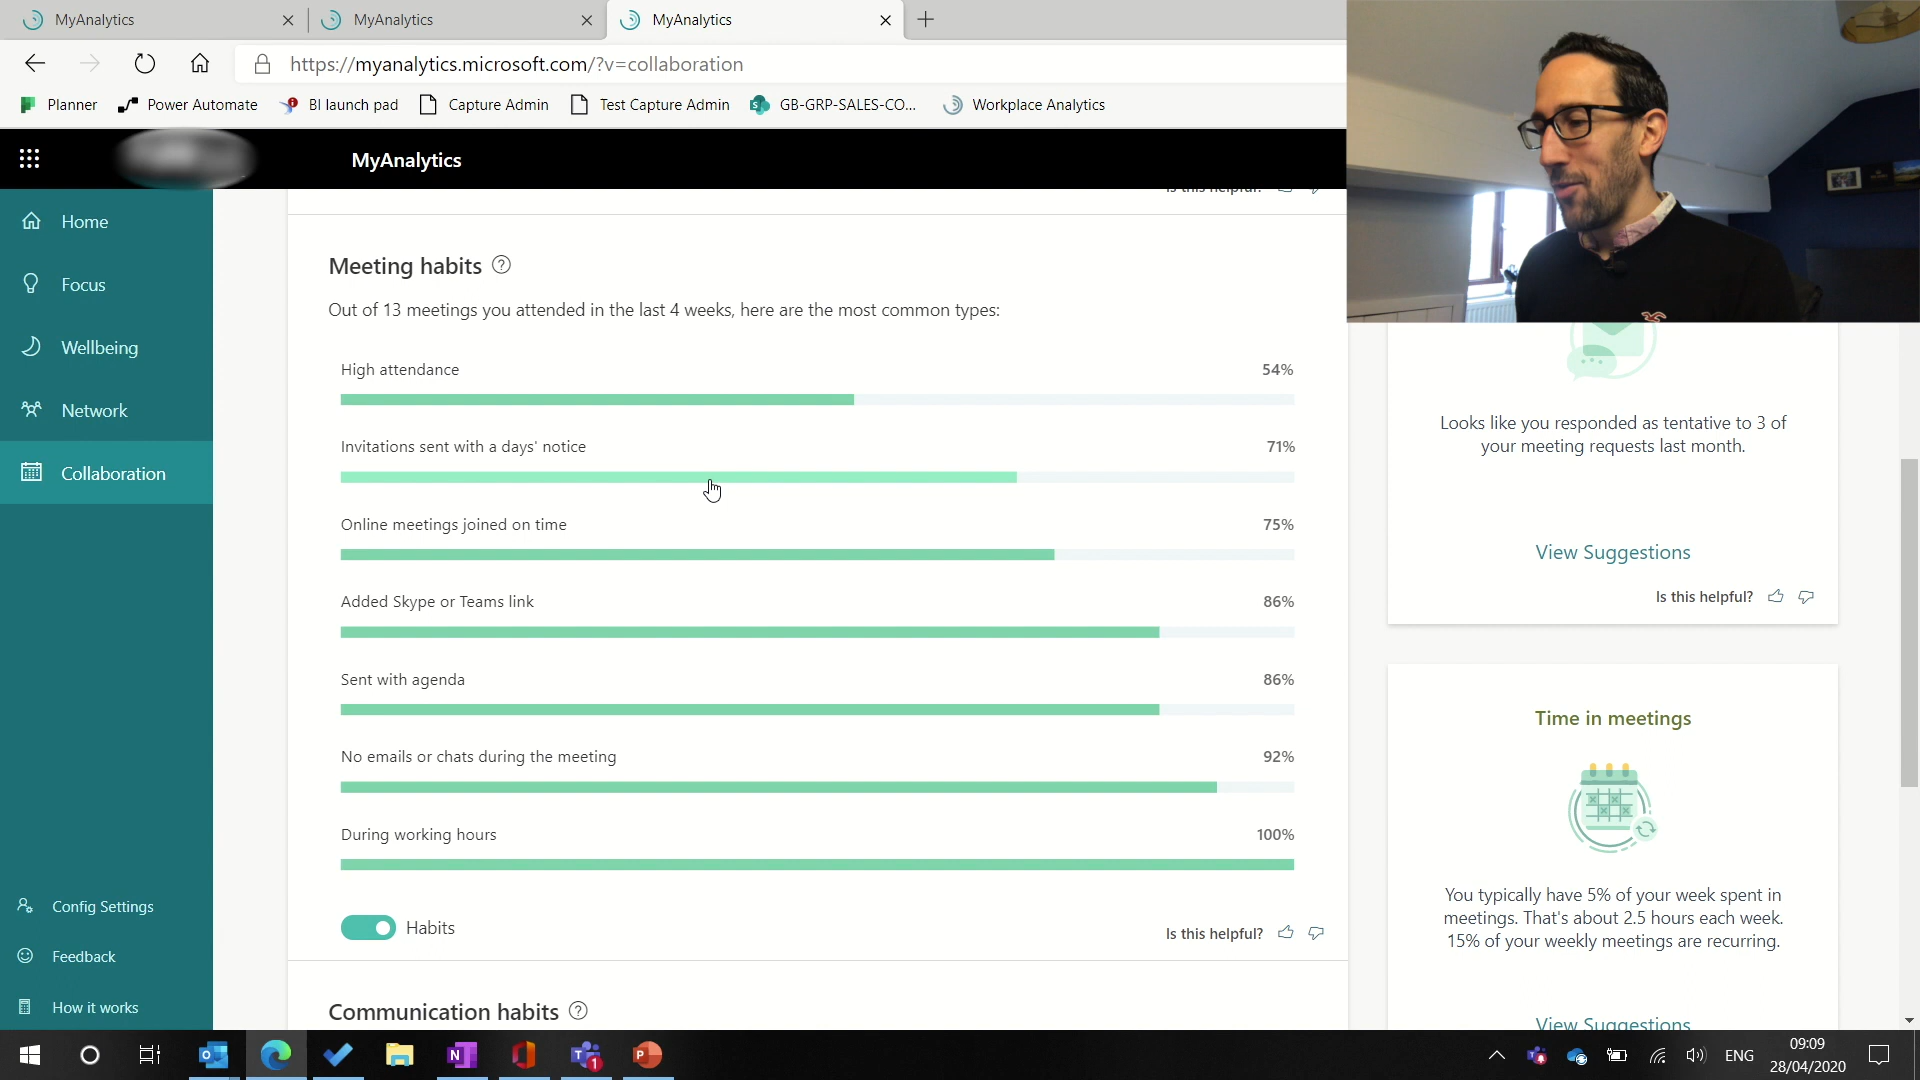 MyAnalytics
MyAnalytics
MyAnalytics
https://myanalytics.microsoft.com/?v=collaboration
Planner
Power Automate
BI launch pad
Capture Admin
Test Capture Admin
GB-GRP-SALES-CO...
Workplace Analytics
MyAnalytics
Home
Focus
Wellbeing
Network
Collaboration
Config Settings
Feedback
How it works
Is this helpful?
Meeting habits ?
Out of 13 meetings you attended in the last 4 weeks, here are the most common types:
High attendance 54%
Invitations sent with a days' notice 71%
Online meetings joined on time 75%
Added Skype or Teams link 86%
Sent with agenda 86%
No emails or chats during the meeting 92%
During working hours 100%
Habits
Is this helpful?
Communication habits ?
Looks like you responded as tentative to 3 of
your meeting requests last month.
View Suggestions
Is this helpful?
Time in meetings
You typically have 5% of your week spent in
meetings. That's about 2.5 hours each week.
15% of your weekly meetings are recurring.
View Suggestions
1
ENG
09:09
28/04/2020